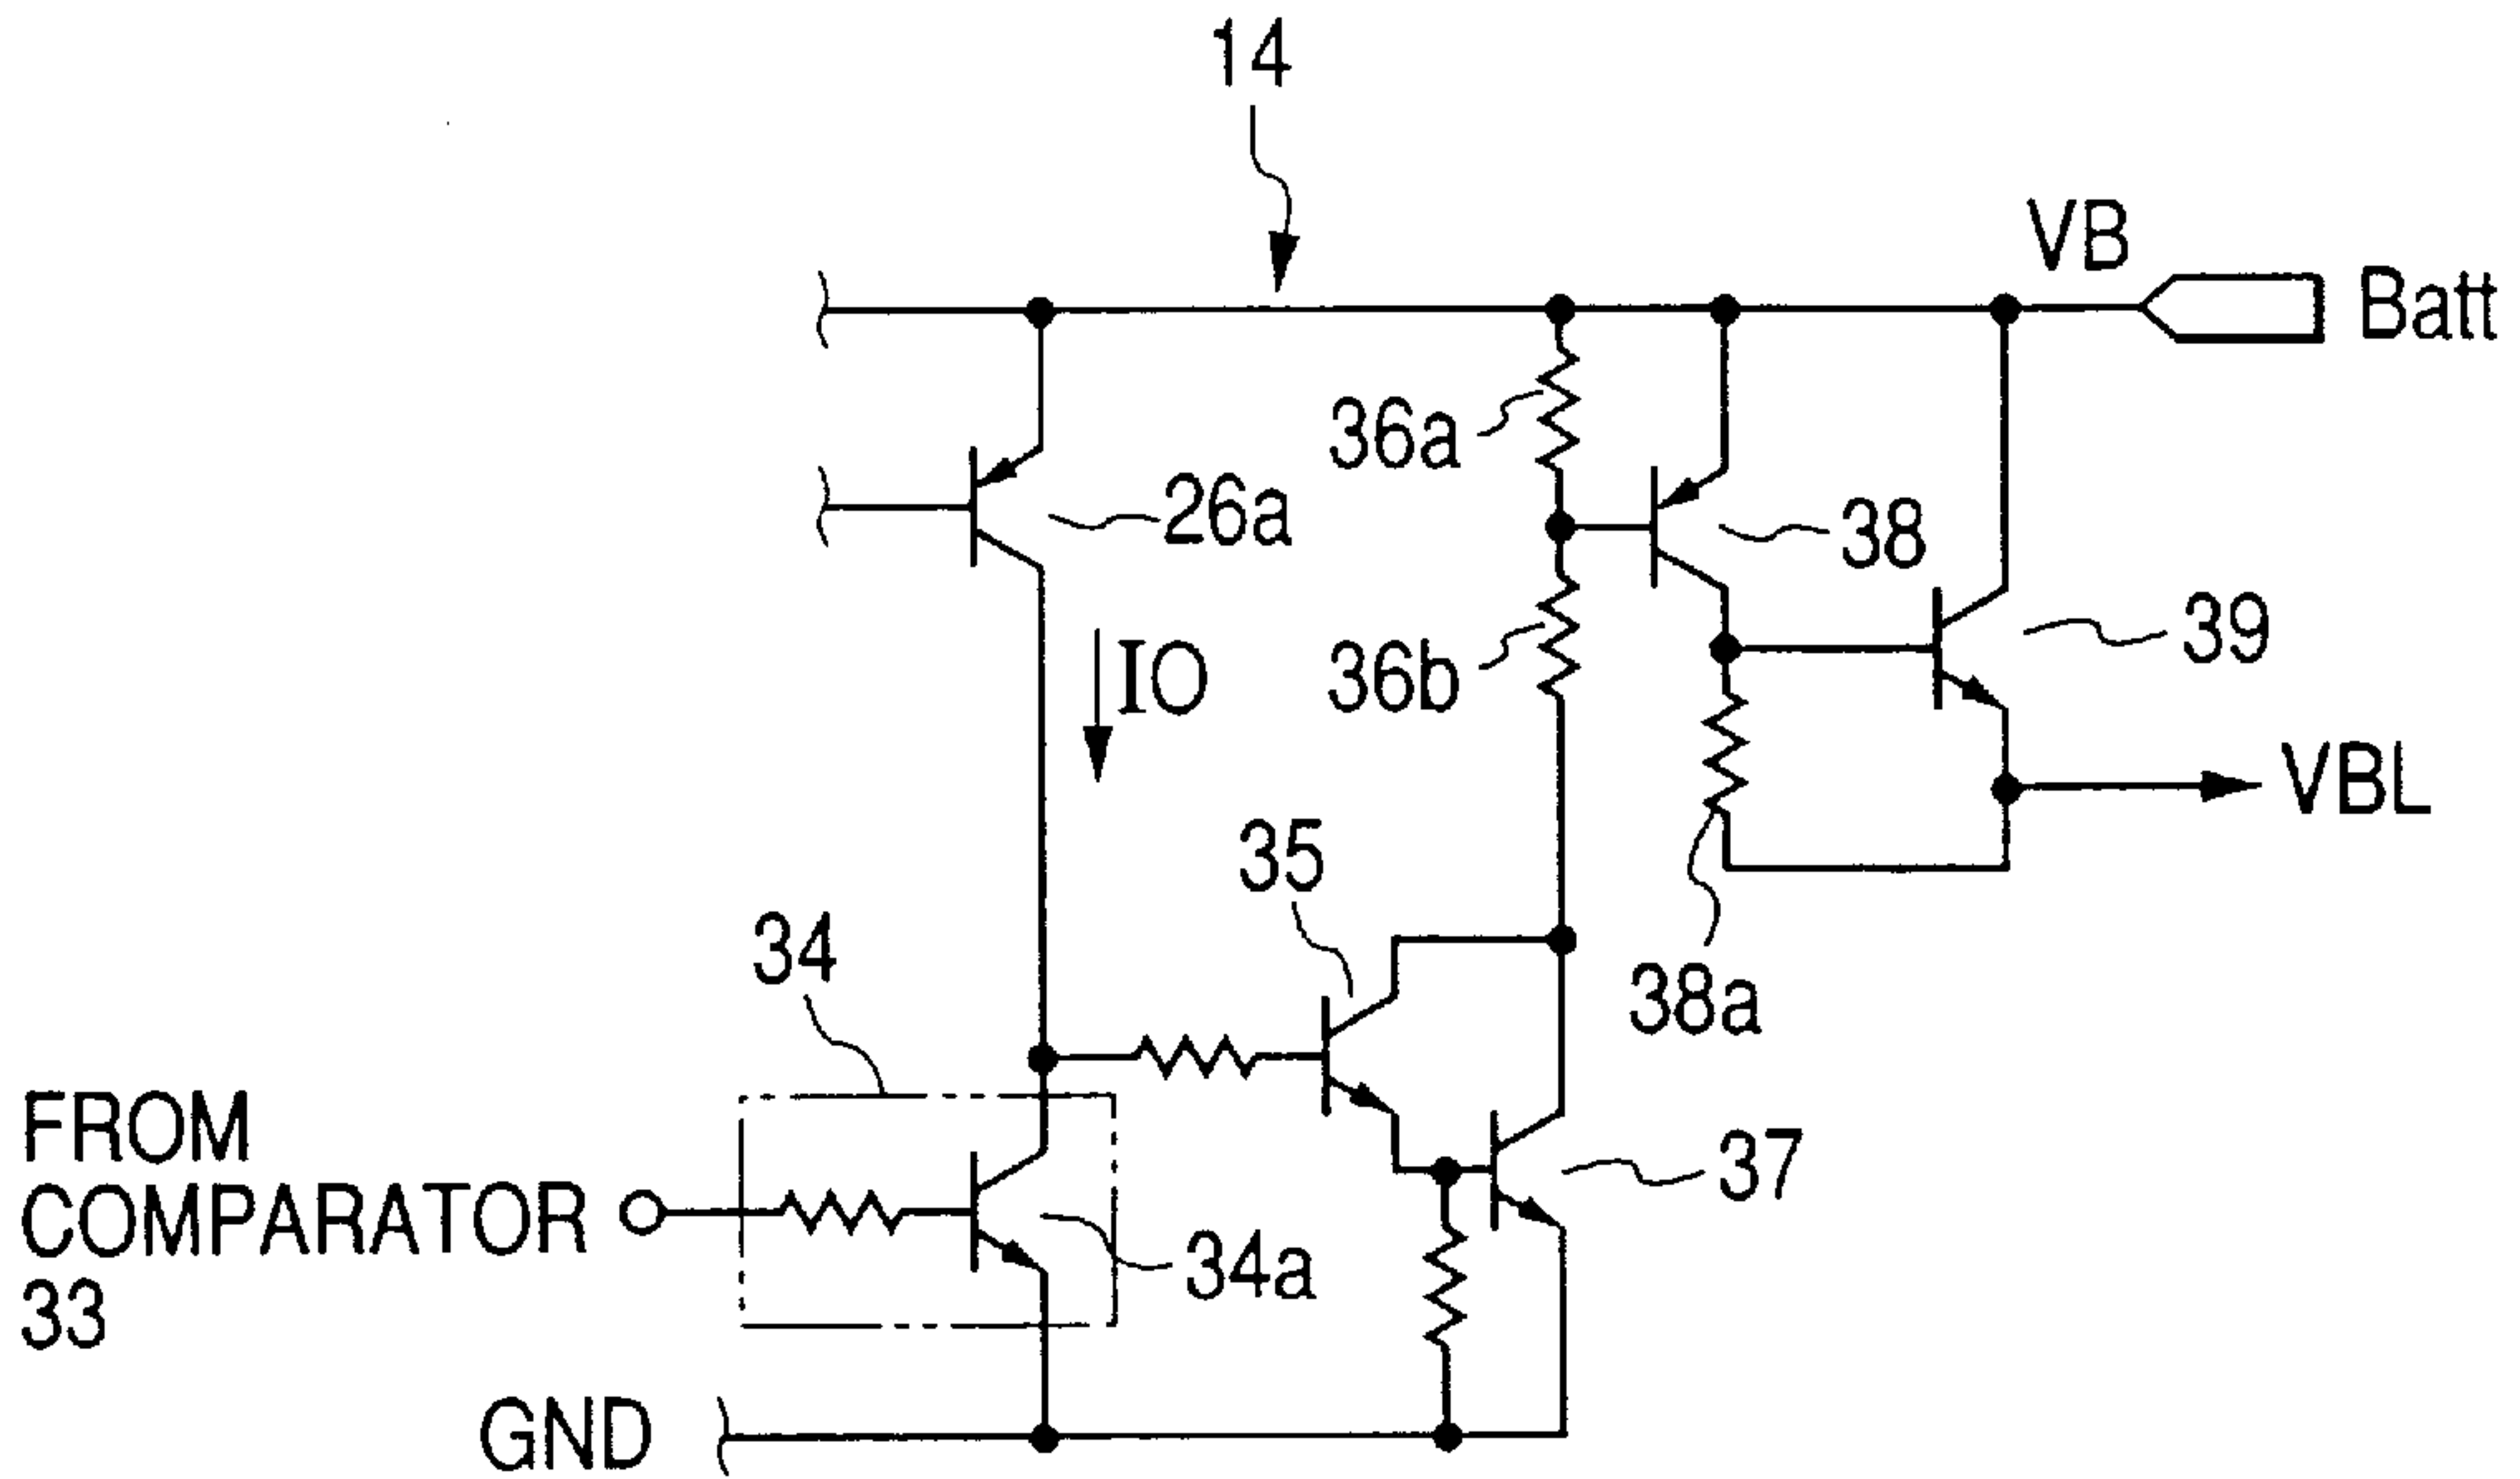 14
VB
Batt
36a
26a
38
39
IO
36b
VBL
35
34
38a
FROM
COMPARATOR
33
37
34a
GND